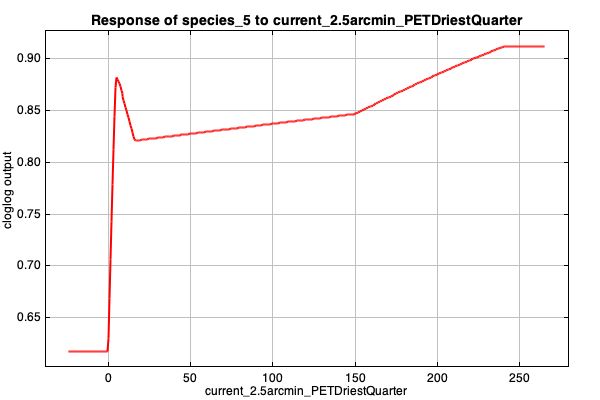 Response of species_5 to current_2.5arcmin_PETDriestQuarter
cloglog output
0.90
0.85
0.80
0.75
0.70
0.65
0 50 100 150 200 250
current_2.5arcmin_PETDriestQuarter